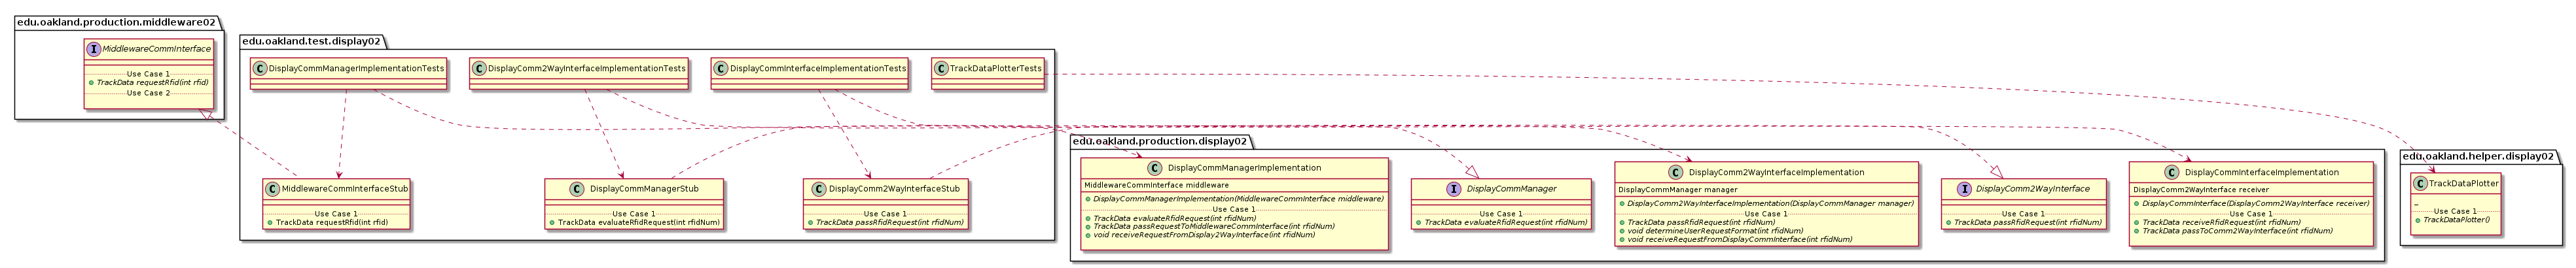 edu.oakland.production.middleware02
I MiddlewareCommInterface
Use Case 1
TrackData requestRfid(int rfid)
Use Case 2
edu.oakland.test.display02
C DisplayCommManagerImplementationTests
C DisplayComm2WayInterfaceImplementationTests
C DisplayCommInterfaceImplementationTests
C TrackDataPlotterTests
C MiddlewareCommInterfaceStub
Use Case 1
TrackData requestRfid(int rfid)
C DisplayCommManagerStub
Use Case 1
TrackData evaluateRfidRequest(int rfidNum)
C DisplayComm2WayInterfaceStub
Use Case 1
TrackData passRfidRequest(int rfidNum)
edu.oakland.production.display02
C DisplayCommManagerImplementation
MiddlewareCommInterface middleware
DisplayCommManagerImplementation(MiddlewareCommInterface middleware)
Use Case 1
TrackData evaluateRfidRequest(int rfidNum)
TrackData passRequestToMiddlewareCommInterface(int rfidNum)
void receiveRequestFromDisplay2WayInterface(int rfidNum)
I DisplayCommManager
Use Case 1
TrackData evaluateRfidRequest(int rfidNum)
C DisplayComm2WayInterfaceImplementation
DisplayCommManager manager
DisplayComm2WayInterfaceImplementation(DisplayCommManager manager)
Use Case 1
TrackData passRfidRequest(int rfidNum)
void determineUserRequestFormat(int rfidNum)
void receiveRequestFromDisplayCommInterface(int rfidNum)
I DisplayComm2WayInterface
Use Case 1
TrackData passRfidRequest(int rfidNum)
C DisplayCommInterfaceImplementation
DisplayComm2WayInterface receiver
DisplayCommInterface(DisplayComm2WayInterface receiver)
Use Case 1
TrackData receiveRfidRequest(int rfidNum)
TrackData passToComm2WayInterface(int rfidNum)
edu.oakland.helper.display02
C TrackDataPlotter
Use Case 1
TrackDataPlotter()